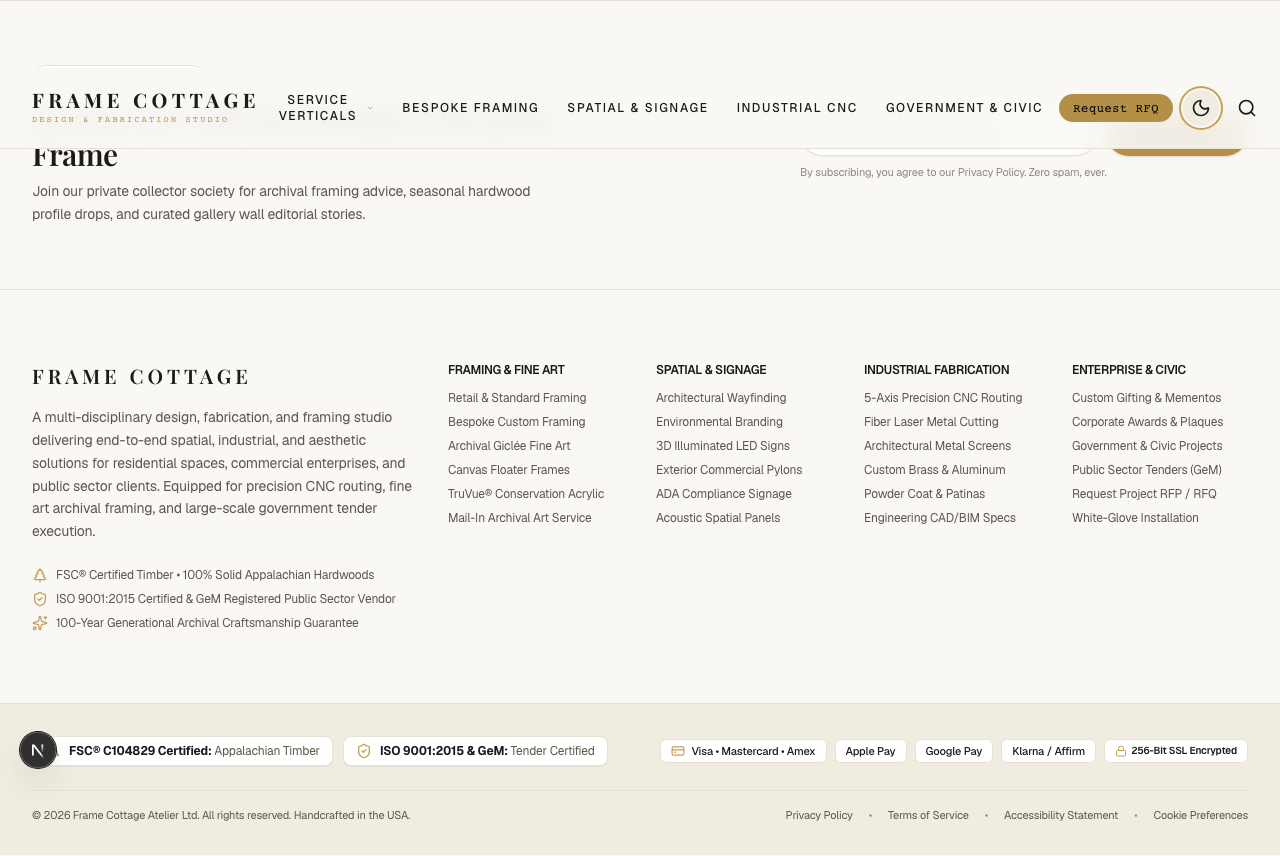 FRAME COTTAGE
DESIGN & FABRICATION STUDIO
SERVICE
VERTICALS
BESPOKE FRAMING
SPATIAL & SIGNAGE
INDUSTRIAL CNC
GOVERNMENT & CIVIC
Request RFQ
Frame
Join our private collector society for archival framing advice, seasonal hardwood
profile drops, and curated gallery wall editorial stories.
By subscribing, you agree to our Privacy Policy. Zero spam, ever.
FRAME COTTAGE
A multi-disciplinary design, fabrication, and framing studio
delivering end-to-end spatial, industrial, and aesthetic
solutions for residential spaces, commercial enterprises, and
public sector clients. Equipped for precision CNC routing, fine
art archival framing, and large-scale government tender
execution.
FSC® Certified Timber • 100% Solid Appalachian Hardwoods
ISO 9001:2015 Certified & GeM Registered Public Sector Vendor
100-Year Generational Archival Craftsmanship Guarantee
FRAMING & FINE ART
Retail & Standard Framing
Bespoke Custom Framing
Archival Giclée Fine Art
Canvas Floater Frames
TruVue® Conservation Acrylic
Mail-In Archival Art Service
SPATIAL & SIGNAGE
Architectural Wayfinding
Environmental Branding
3D Illuminated LED Signs
Exterior Commercial Pylons
ADA Compliance Signage
Acoustic Spatial Panels
INDUSTRIAL FABRICATION
5-Axis Precision CNC Routing
Fiber Laser Metal Cutting
Architectural Metal Screens
Custom Brass & Aluminum
Powder Coat & Patinas
Engineering CAD/BIM Specs
ENTERPRISE & CIVIC
Custom Gifting & Mementos
Corporate Awards & Plaques
Government & Civic Projects
Public Sector Tenders (GeM)
Request Project RFP / RFQ
White-Glove Installation
N
FSC® C104829 Certified: Appalachian Timber
ISO 9001:2015 & GeM: Tender Certified
Visa • Mastercard • Amex
Apple Pay
Google Pay
Klarna / Affirm
256-Bit SSL Encrypted
© 2026 Frame Cottage Atelier Ltd. All rights reserved. Handcrafted in the USA.
Privacy Policy • Terms of Service • Accessibility Statement • Cookie Preferences